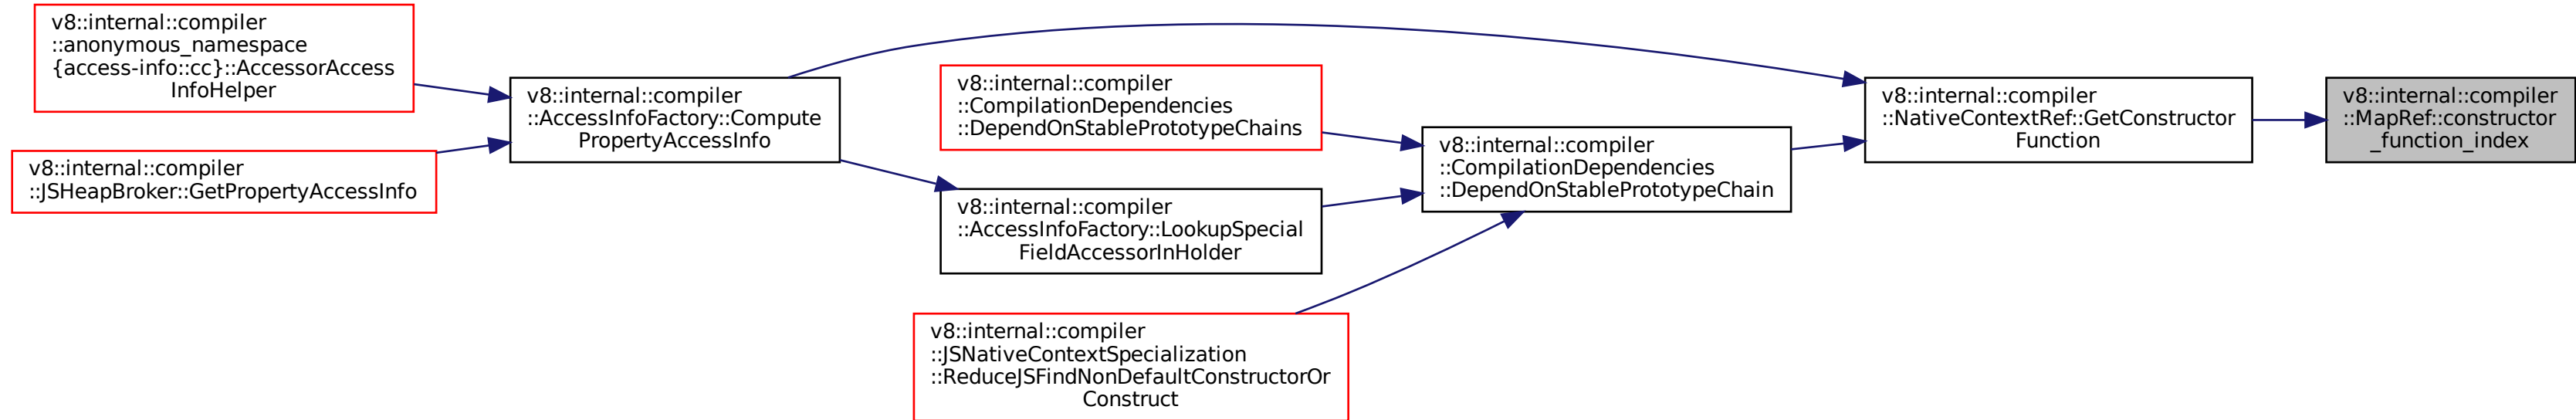 v8::internal::compiler
::anonymous_namespace
{access-info::cc}::AccessorAccess
InfoHelper
v8::internal::compiler
::JSHeapBroker::GetPropertyAccessInfo
v8::internal::compiler
::AccessInfoFactory::Compute
PropertyAccessInfo
v8::internal::compiler
::CompilationDependencies
::DependOnStablePrototypeChains
v8::internal::compiler
::AccessInfoFactory::LookupSpecial
FieldAccessorInHolder
v8::internal::compiler
::JSNativeContextSpecialization
::ReduceJSFindNonDefaultConstructorOr
Construct
v8::internal::compiler
::CompilationDependencies
::DependOnStablePrototypeChain
v8::internal::compiler
::NativeContextRef::GetConstructor
Function
v8::internal::compiler
::MapRef::constructor
_function_index